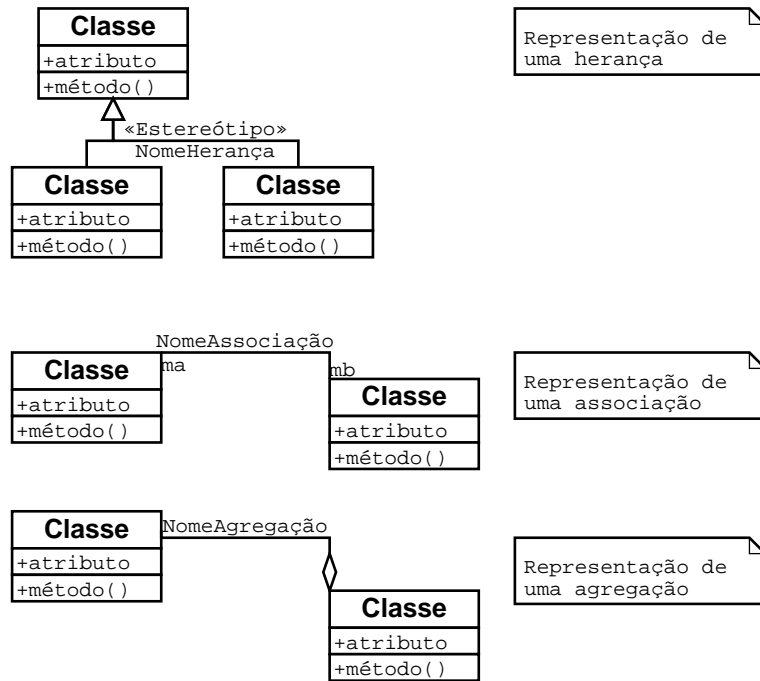 Classe
+atributo
+método()
Representação de
uma herança
«Estereótipo»
NomeHerança
Classe
+atributo
+método()
Classe
+atributo
+método()
NomeAssociação
ma
mb
Classe
+atributo
+método()
Classe
+atributo
+método()
Representação de
uma associação
Classe
+atributo
+método()
NomeAgregação
Classe
+atributo
+método()
Representação de
uma agregação